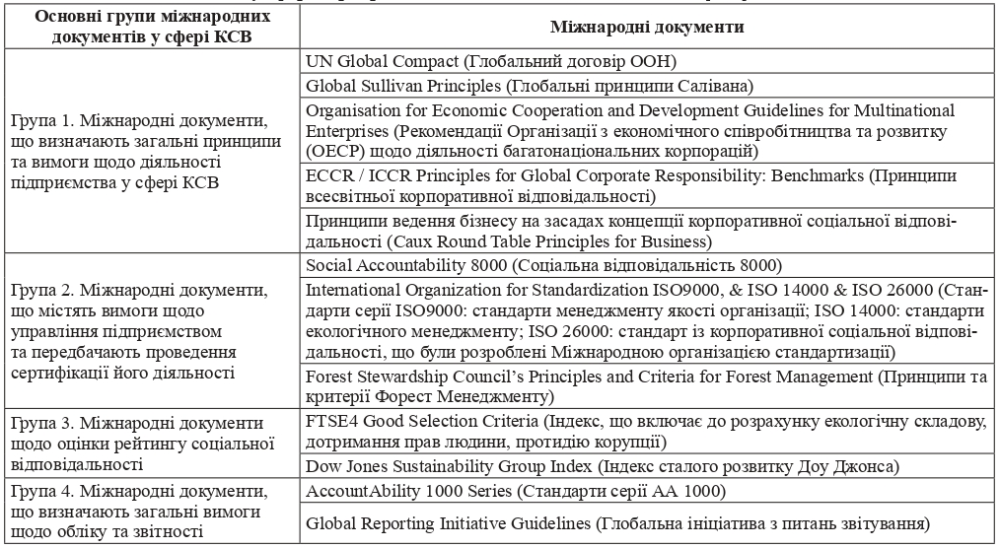 Основні групи міжнародних
документів у сфері КСВ
Міжнародні документи
Група 1. Міжнародні документи,
що визначають загальні принципи
та вимоги щодо діяльності
підприємства у сфері КСВ
UN Global Compact (Глобальний договір ООН)
Global Sullivan Principles (Глобальні принципи Салівана)
Organisation for Economic Cooperation and Development Guidelines for Multinational
Enterprises (Рекомендації Організації з економічного співробітництва та розвитку
(ОЕСР) щодо діяльності багатонаціональних корпорацій)
ECCR / ICCR Principles for Global Corporate Responsibility: Benchmarks (Принципи
всесвітньої корпоративної відповідальності)
Принципи ведення бізнесу на засадах концепції корпоративної соціальної відпові-
дальності (Caux Round Table Principles for Business)
Група 2. Міжнародні документи,
що містять вимоги щодо
управління підприємством
та передбачають проведення
сертифікації його діяльності
Social Accountability 8000 (Соціальна відповідальність 8000)
International Organization for Standardization ISO9000, & ISO 14000 & ISO 26000 (Стан-
дарти серії ISO9000: стандарти менеджменту якості організації; ISO 14000: стандарти
екологічного менеджменту; ISO 26000: стандарт із корпоративної соціальної відпові-
дальності, що були розроблені Міжнародною організацією стандартизації)
Forest Stewardship Council’s Principles and Criteria for Forest Management (Принципи та
критерії Форест Менеджменту)
Група 3. Міжнародні документи
щодо оцінки рейтингу соціальної
відповідальності
FTSE4 Good Selection Criteria (Індекс, що включає до розрахунку екологічну складову,
дотримання прав людини, протидію корупції)
Dow Jones Sustainability Group Index (Індекс сталого розвитку Доу Джонса)
Група 4. Міжнародні документи,
що визначають загальні вимоги
щодо обліку та звітності
AccountAbility 1000 Series (Стандарти серії АА 1000)
Global Reporting Initiative Guidelines (Глобальна ініціатива з питань звітування)